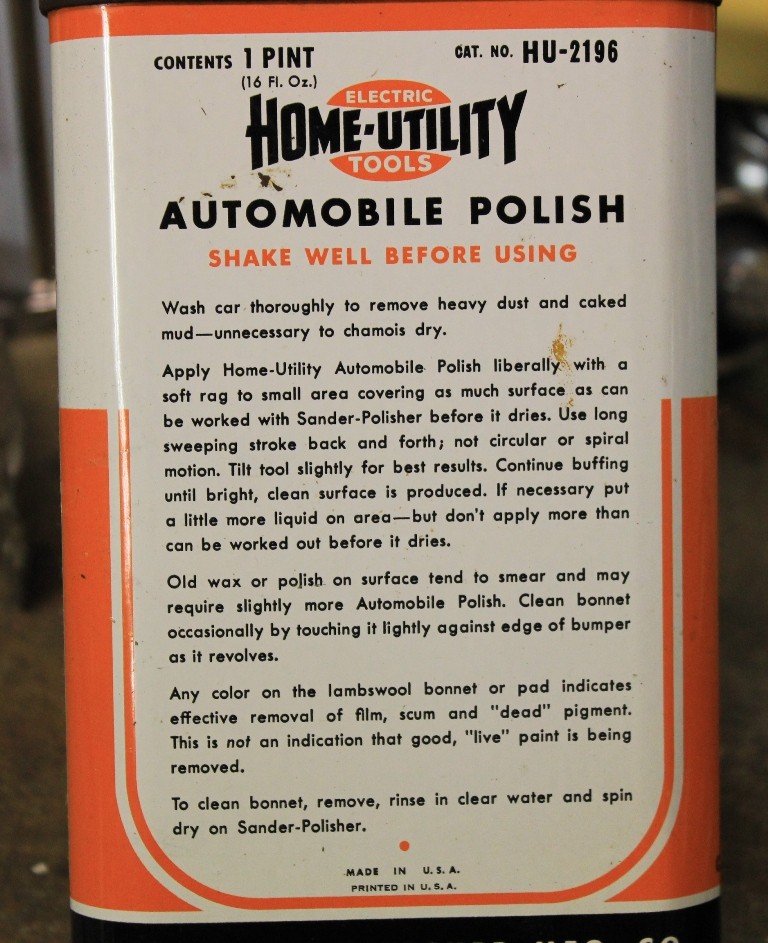 CONTENTS 1 PINT CAT. NO. HU-2196
(16 Fl. Oz.)
ELECTRIC
HOME-UTILITY
TOOLS
AUTOMOBILE POLISH
SHAKE WELL BEFORE USING
Wash car thoroughly to remove heavy dust and caked
mud—unnecessary to chamois dry.
Apply Home-Utility Automobile Polish liberally with a
soft rag to small area covering as much surface as can
be worked with Sander-Polisher before it dries. Use long
sweeping stroke back and forth; not circular or spiral
motion. Tilt tool slightly for best results. Continue buffing
until bright, clean surface is produced. If necessary put
a little more liquid on area—but don't apply more than
can be worked out before it dries.
Old wax or polish on surface tend to smear and may
require slightly more Automobile Polish. Clean bonnet
occasionally by touching it lightly against edge of bumper
as it revolves.
Any color on the lambswool bonnet or pad indicates
effective removal of film, scum and "dead" pigment.
This is not an indication that good, "live" paint is being
removed.
To clean bonnet, remove, rinse in clear water and spin
dry on Sander-Polisher.
MADE IN U.S.A.
PRINTED IN U.S.A.